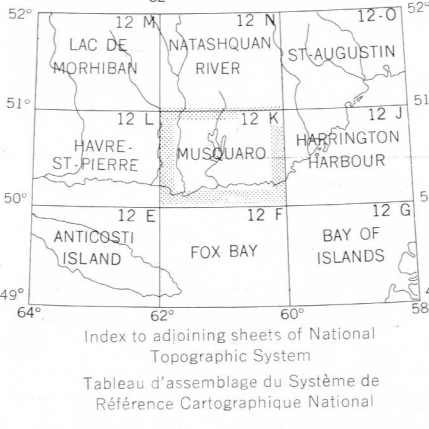 52°
12 M
12 N
12-O
52°
LAC DE
MORHIBAN
NATASHQUAN
RIVER
ST-AUGUSTIN
51°
12 L
12 K
12 J
51
HAVRE-
ST-PIERRE
MUSQUARO
HARRINGTON
HARBOUR
50°
12 E
12 F
12 G
5
ANTICOSTI
ISLAND
FOX BAY
BAY OF
ISLANDS
49°
4
64°
62°
60°
58
Index to adjoining sheets of National
Topographic System
Tableau d'assemblage du Système de
Référence Cartographique National